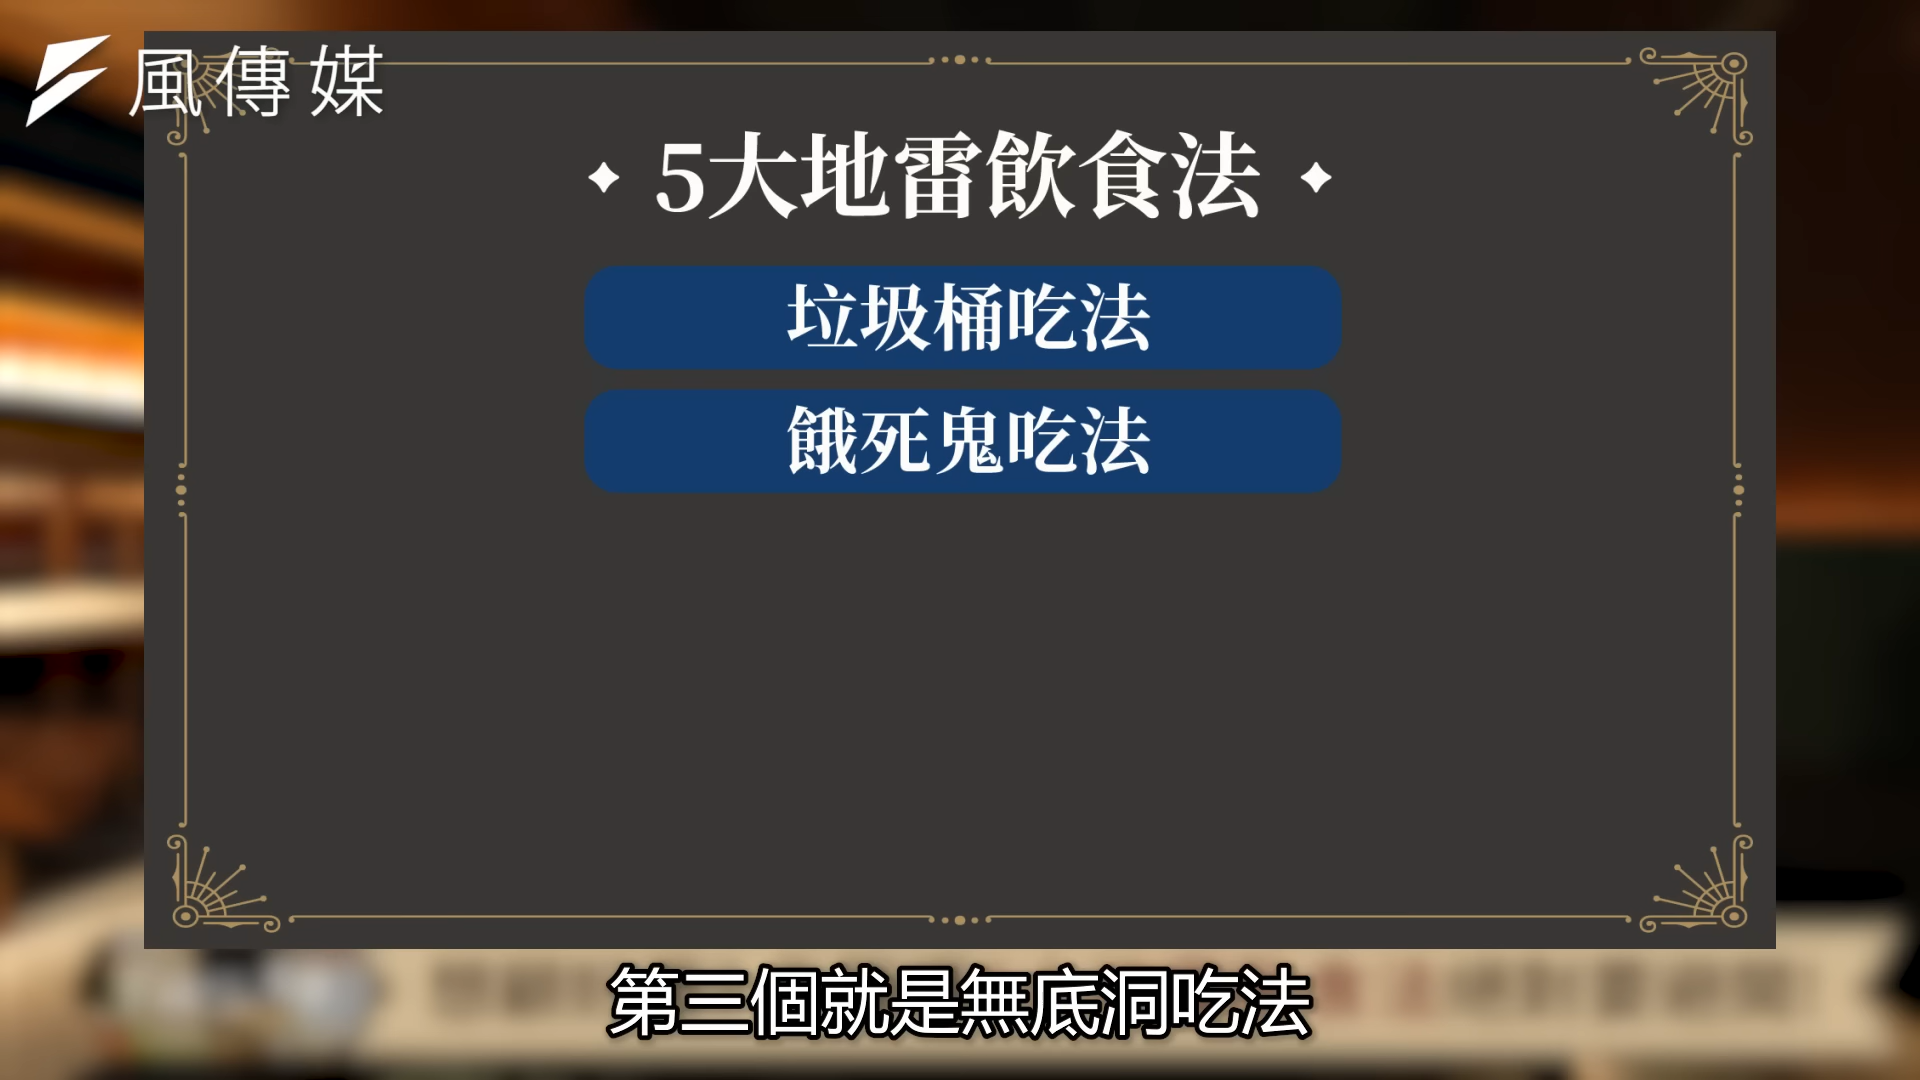 風傳媒
5大地雷飲食法
垃圾桶吃法
餓死鬼吃法
第三個就是無底洞吃法